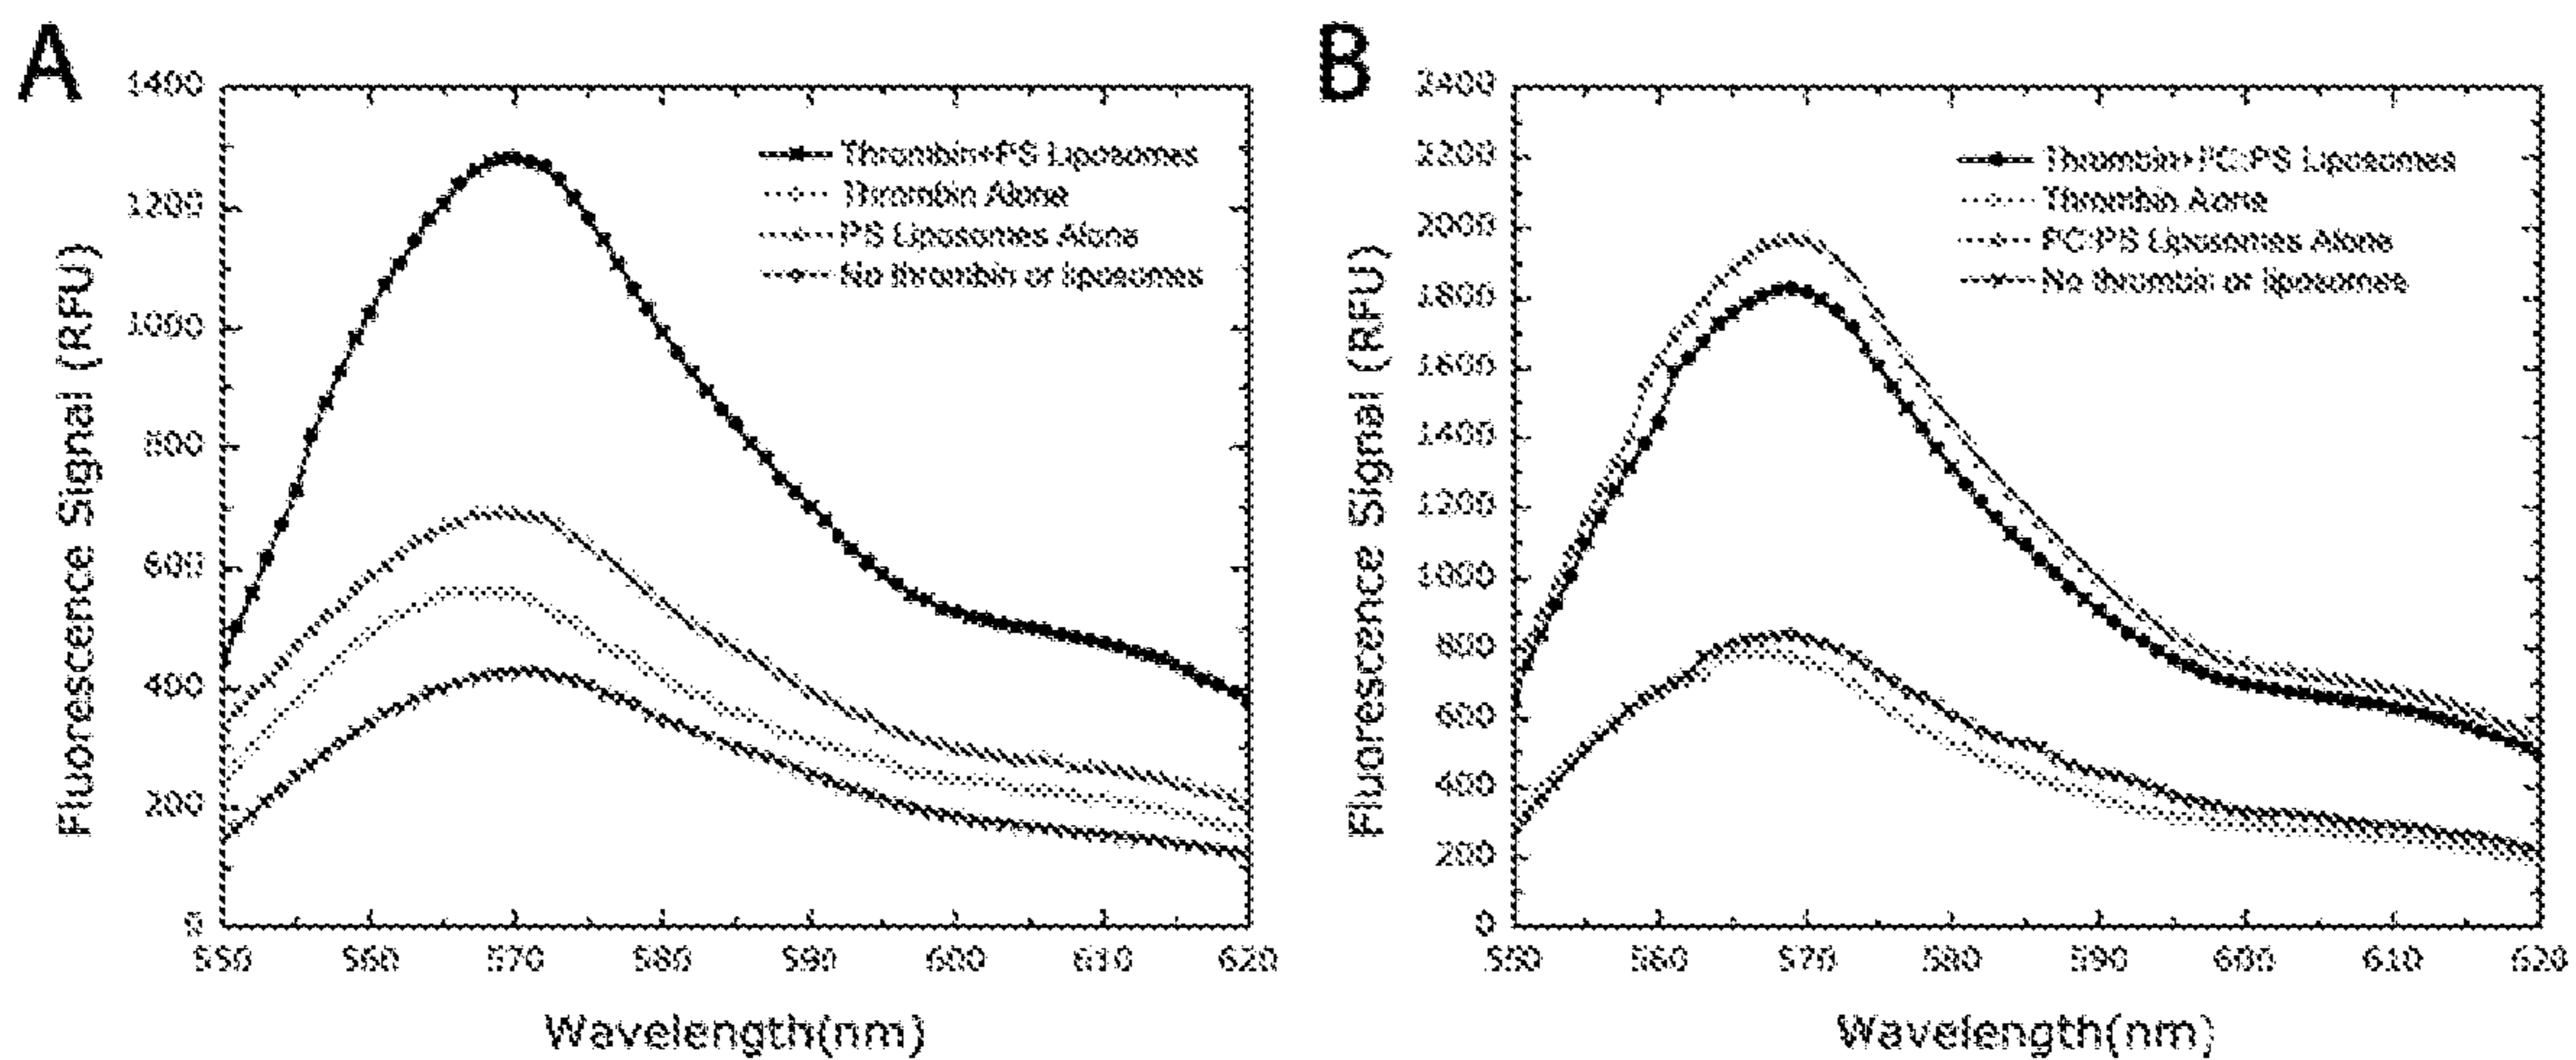 A
1400
1200
1000
800
600
400
200
0
550 560 570 580 590 600 610 620
Fluorescence Signal (RFU)
Wavelength(nm)
Thrombin+PS Liposomes
Thrombin Alone
PS Liposomes Alone
No thrombin or liposomes
B
2400
2200
2000
1800
1600
1400
1200
1000
800
600
400
200
0
550 560 570 580 590 600 610 620
Fluorescence Signal (RFU)
Wavelength(nm)
Thrombin+PC:PS Liposomes
Thrombin Aone
PC:PS Liposomes Alone
No thrombin or liposomes